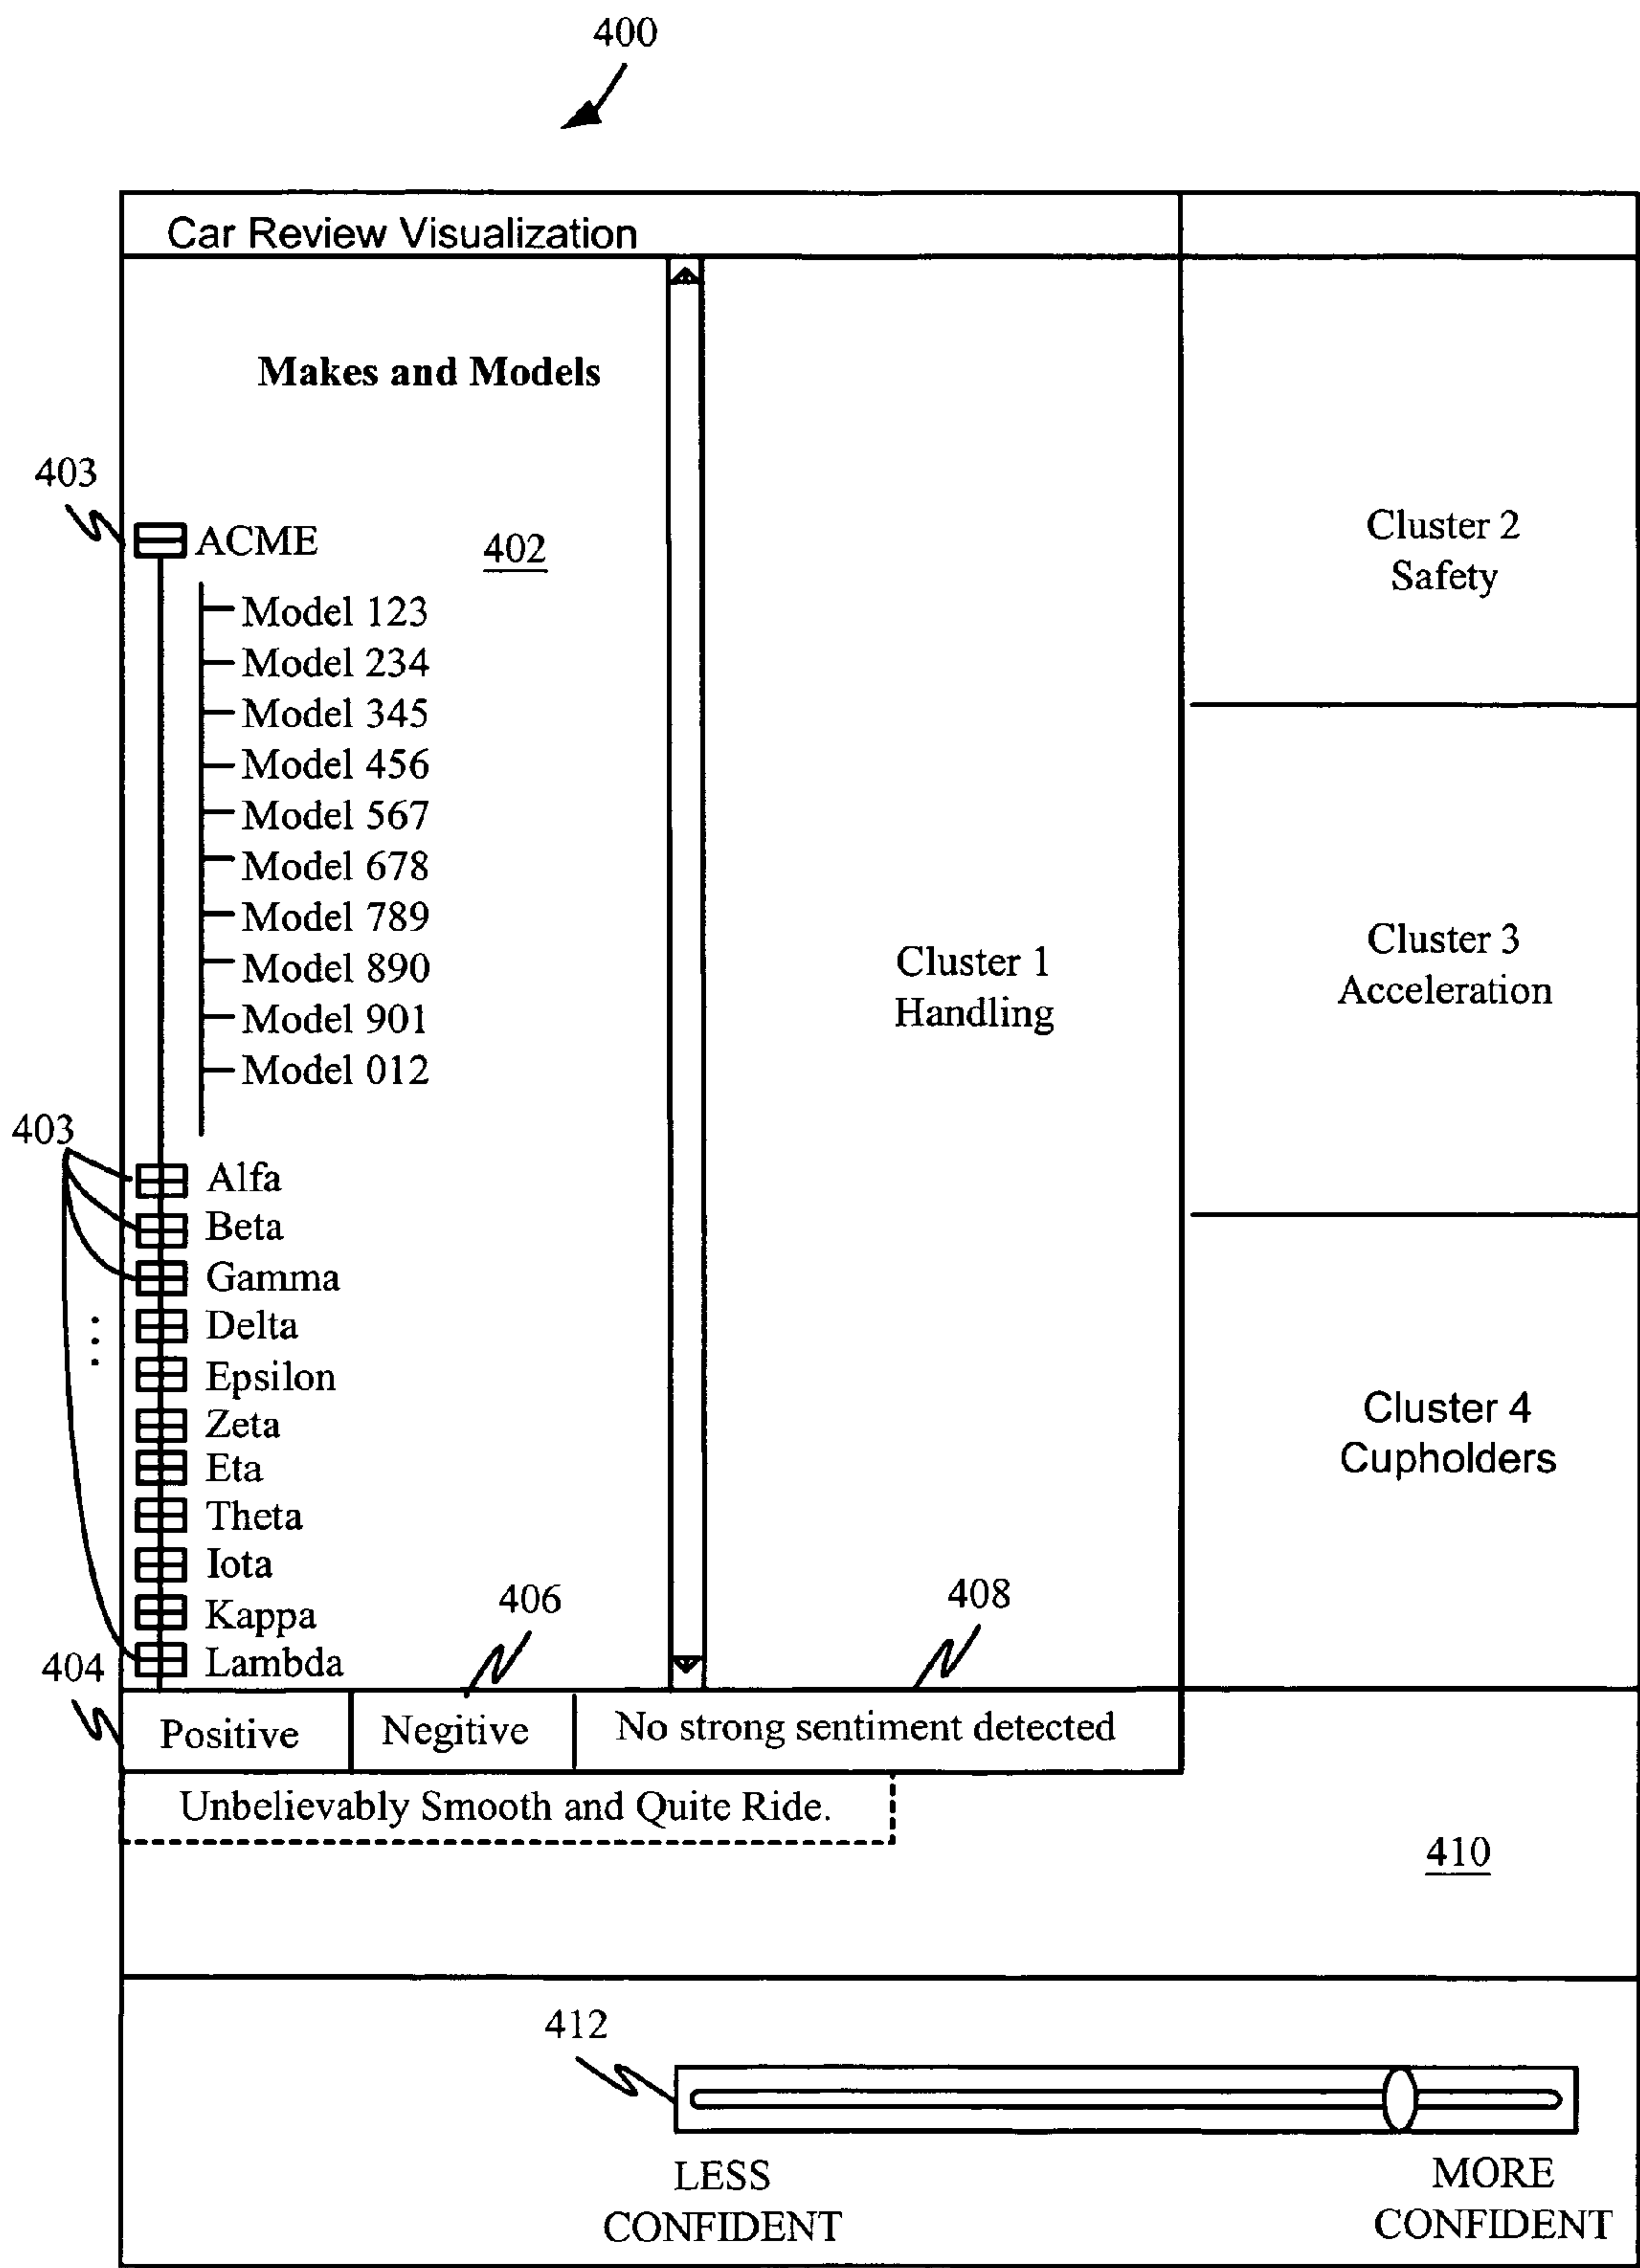 400
Car Review Visualization
Makes and Models
403
ACME
402
Model 123
Model 234
Model 345
Model 456
Model 567
Model 678
Model 789
Model 890
Model 901
Model 012
403
Alfa
Beta
Gamma
Delta
Epsilon
Zeta
Eta
Theta
Iota
Kappa
Lambda
Cluster 1
Handling
Cluster 2
Safety
Cluster 3
Acceleration
Cluster 4
Cupholders
404
406
408
Positive
Negitive
No strong sentiment detected
Unbelievably Smooth and Quite Ride.
410
412
LESS
CONFIDENT
MORE
CONFIDENT